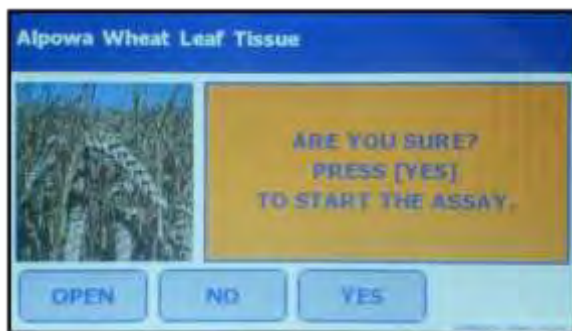 Alpowa Wheat Leaf Tissue
ARE YOU SURE?
PRESS [YES]
TO START THE ASSAY.
OPEN
NO
YES